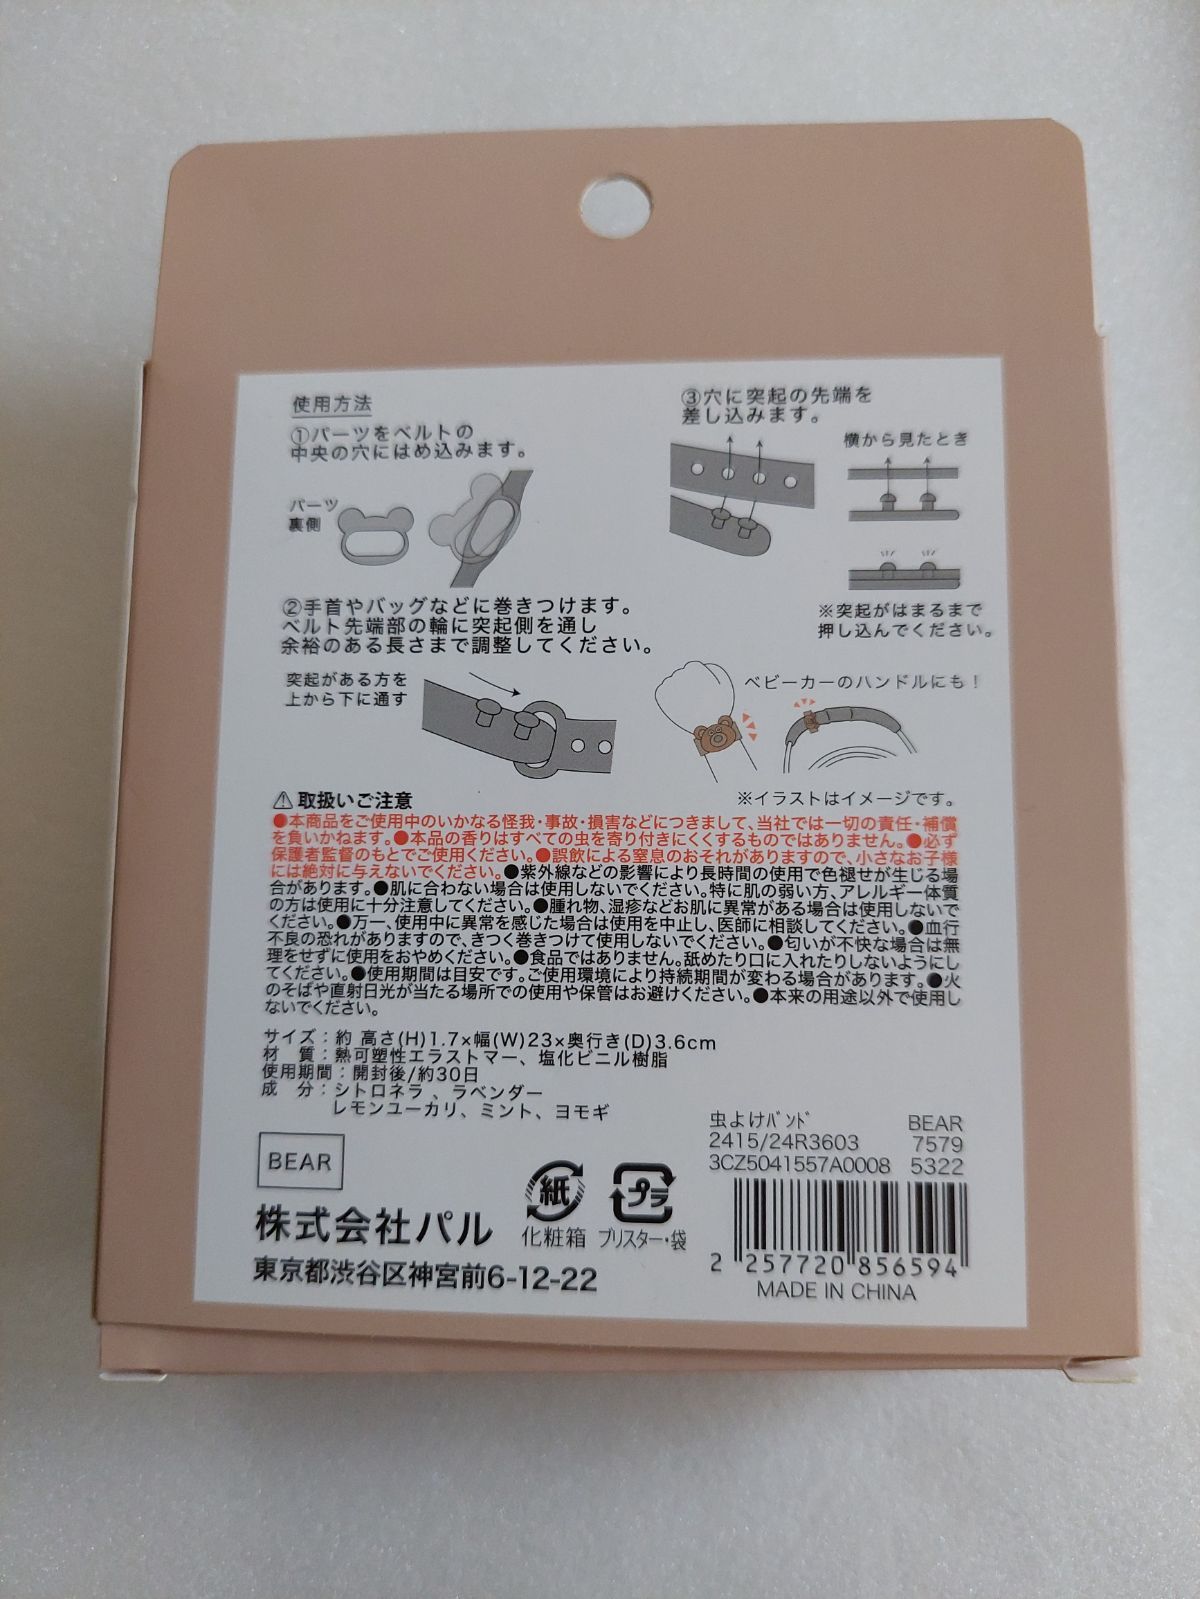 使用方法
①パーツをベルトの
中央の穴にはめ込みます。
パーツ
裏側
②手首やバッグなどに巻きつけます。
ベルト先端部の輪に突起側を通し
余裕のある長さまで調整してください。
突起がある方を
上から下に通す
③穴に突起の先端を
差し込みます。
横から見たとき
※突起がはまるまで
押し込んでください。
ベビーカーのハンドルにも！
※イラストはイメージです。
⚠取扱いご注意
●本商品をご使用中のいかなる怪我・事故・損害などにつきまして、当社では一切の責任・補償
を負いかねます。●本品の香りはすべての虫を寄り付きにくくするものではありません。●必ず
保護者監督のもとでご使用ください。●誤飲による窒息のおそれがありますので、小さなお子様
には絶対に与えないでください。●紫外線などの影響により長時間の使用で色褪せが生じる場
合があります。●肌に合わない場合は使用しないでください。特に肌の弱い方、アレルギー体質
の方は使用に十分注意してください。●腫れ物、湿疹などお肌に異常がある場合は使用しないで
ください。●万一、使用中に異常を感じた場合は使用を中止し、医師に相談してください。●血行
不良の恐れがありますので、きつく巻きつけて使用しないでください。●匂いが不快な場合は無
理をせずに使用をおやめください。●食品ではありません。舐めたり口に入れたりしないようにし
てください。●使用期間は目安です。ご使用環境により持続期間が変わる場合があります。●火
のそばや直射日光が当たる場所での使用や保管はお避けください。●本来の用途以外で使用し
ないでください。
サイズ：約 高さ(H)1.7×幅(W)23×奥行き(D)3.6cm
材　質：熱可塑性エラストマー、塩化ビニル樹脂
使用期間：開封後/約30日
成　分：シトロネラ 、ラベンダー
レモンユーカリ、ミント、ヨモギ
BEAR
株式会社パル
東京都渋谷区神宮前6-12-22
紙
化粧箱
プラ
ブリスター・袋
虫よけﾊﾞﾝﾄﾞ BEAR
2415/24R3603 7579
3CZ5041557A0008 5322
2 257720 856594
MADE IN CHINA